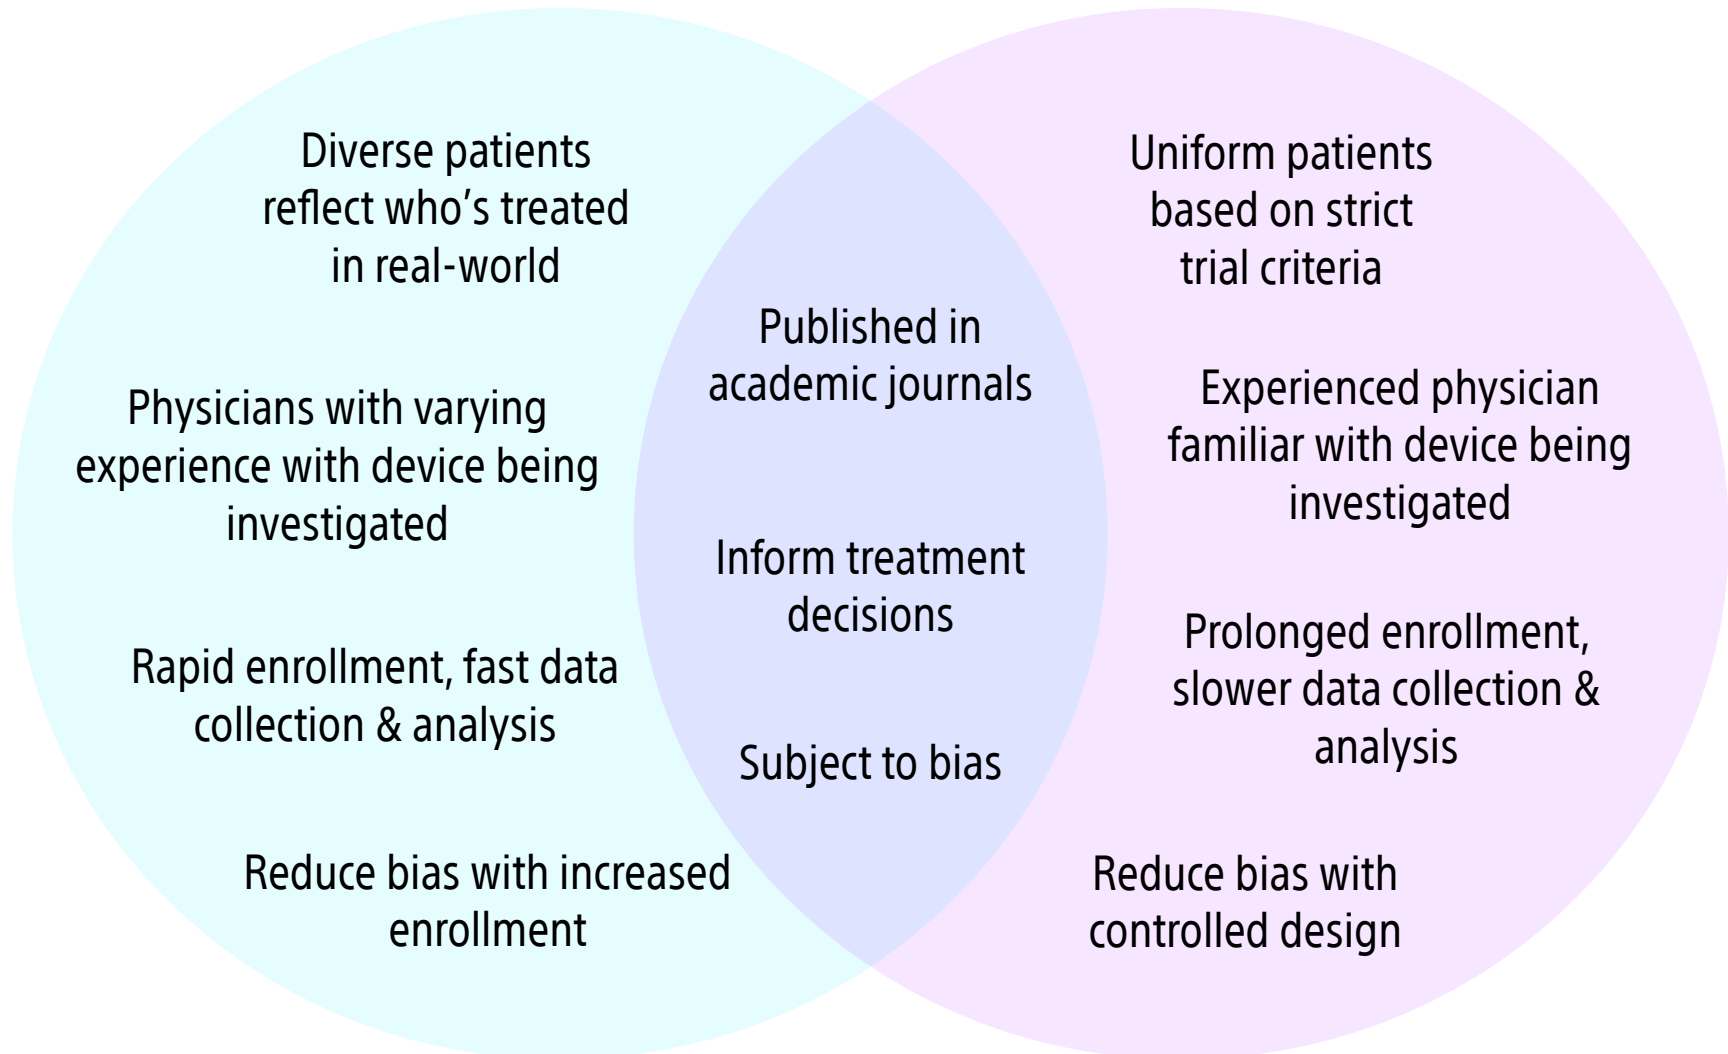 Diverse patients
reflect who’s treated
in real-world
Physicians with varying
experience with device being
investigated
Rapid enrollment, fast data
collection & analysis
Reduce bias with increased
enrollment
Published in
academic journals
Inform treatment
decisions
Subject to bias
Uniform patients
based on strict
trial criteria
Experienced physician
familiar with device being
investigated
Prolonged enrollment,
slower data collection &
analysis
Reduce bias with
controlled design